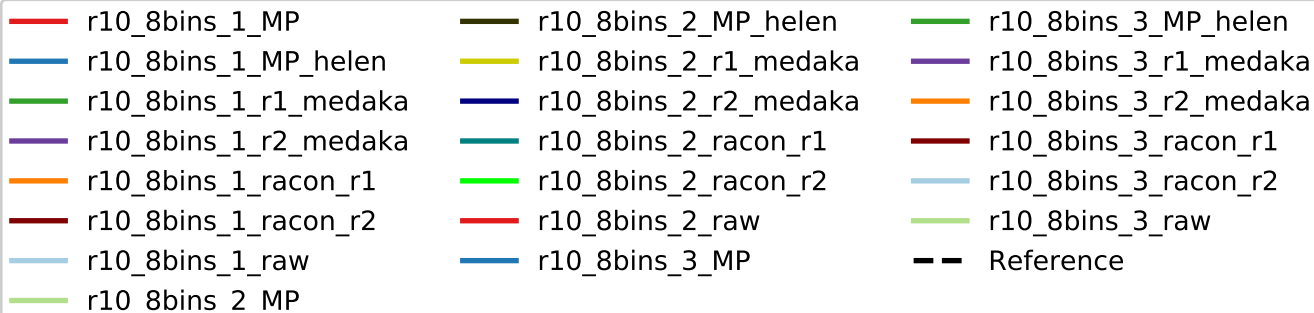 r10_8bins_1_MP
r10_8bins_1_MP_helen
r10_8bins_1_r1_medaka
r10_8bins_1_r2_medaka
r10_8bins_1_racon_r1
r10_8bins_1_racon_r2
r10_8bins_1_raw
r10_8bins_2_MP
r10_8bins_2_MP_helen
r10_8bins_2_r1_medaka
r10_8bins_2_r2_medaka
r10_8bins_2_racon_r1
r10_8bins_2_racon_r2
r10_8bins_2_raw
r10_8bins_3_MP
r10_8bins_3_MP_helen
r10_8bins_3_r1_medaka
r10_8bins_3_r2_medaka
r10_8bins_3_racon_r1
r10_8bins_3_racon_r2
r10_8bins_3_raw
Reference